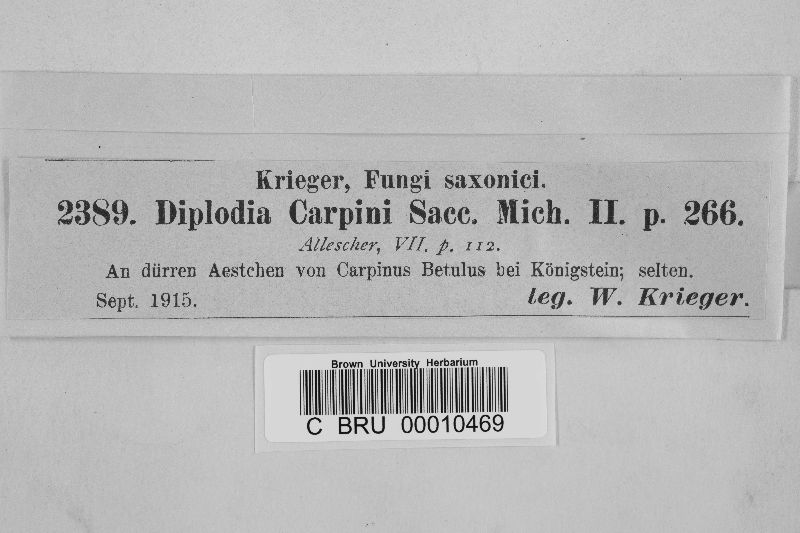 Krieger, Fungi saxonici.
2389. Diplodia Carpini Sacc. Mich. II. p. 266.
Allescher, VII. p. 112.
An dürren Aestchen von Carpinus Betulus bei Königstein; selten.
Sept. 1915.
leg. W. Krieger.
Brown University Herbarium
C BRU 00010469